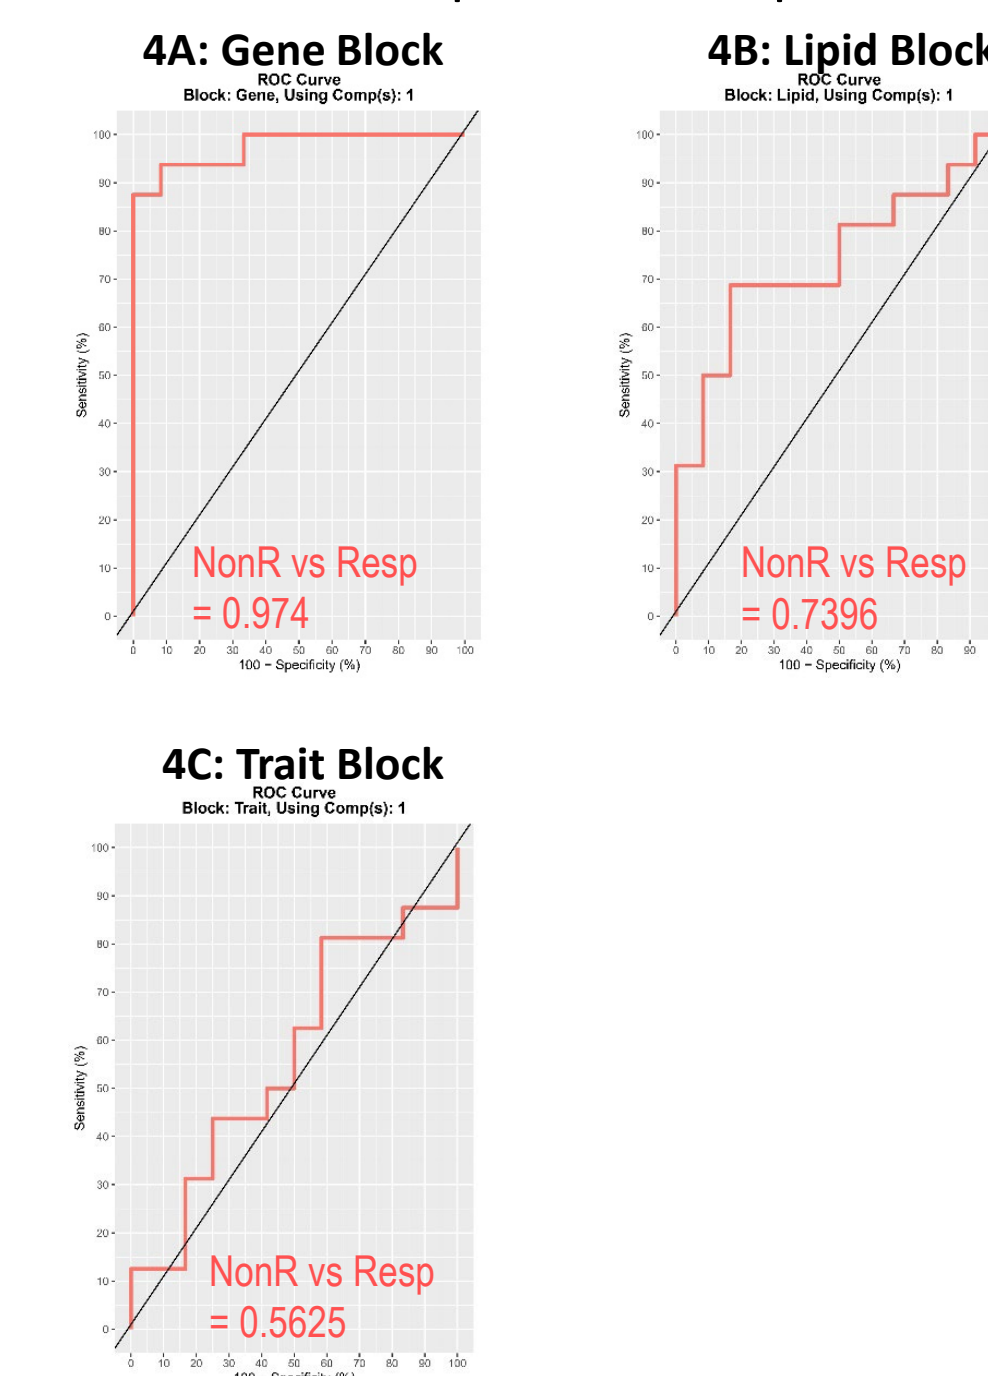 4A: Gene Block
ROC Curve
Block: Gene, Using Comp(s): 1
100
90
80
70
60
50
40
30
20
10
0
Sensitivity (%)
NonR vs Resp
= 0.974
0 10 20 30 40 50 60 70 80 90 100
100 − Specificity (%)
4B: Lipid Block
ROC Curve
Block: Lipid, Using Comp(s): 1
100
90
80
70
60
50
40
30
20
10
0
Sensitivity (%)
NonR vs Resp
= 0.7396
0 10 20 30 40 50 60 70 80 90
100 − Specificity (%)
4C: Trait Block
ROC Curve
Block: Trait, Using Comp(s): 1
100
90
80
70
60
50
40
30
20
10
0
Sensitivity (%)
NonR vs Resp
= 0.5625
0 10 20 30 40 50 60 70 80 90 100
100 − Specificity (%)